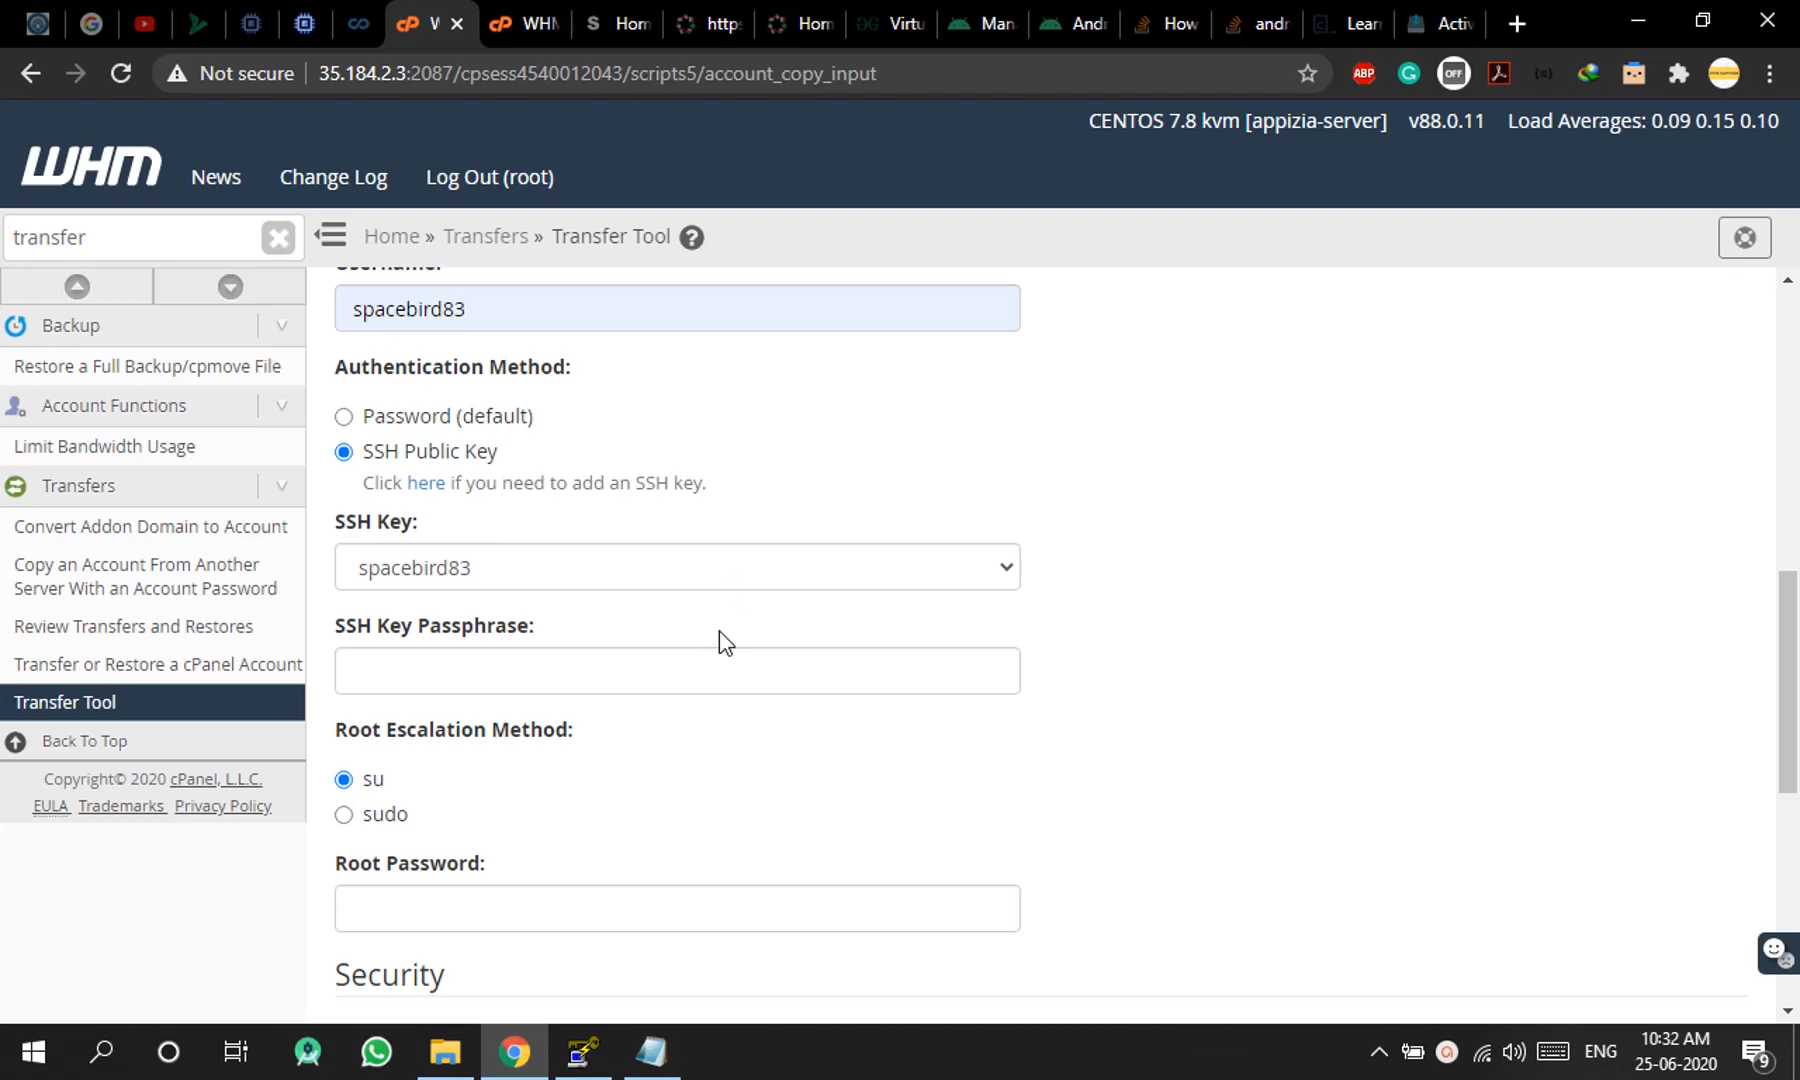 W
WHM
Hom
http:
Hom
Virtu
Man
Andr
How
andr
Learn
Activ
Not secure
35.184.2.3:2087/cpsess4540012043/scripts5/account_copy_input
ABP
OFF
CENTOS 7.8 kvm [appizia-server] v88.0.11 Load Averages: 0.09 0.15 0.10
WHM
News
Change Log
Log Out (root)
transfer
Home » Transfers » Transfer Tool
Backup
Restore a Full Backup/cpmove File
Account Functions
Limit Bandwidth Usage
Transfers
Convert Addon Domain to Account
Copy an Account From Another
Server With an Account Password
Review Transfers and Restores
Transfer or Restore a cPanel Account
Transfer Tool
Back To Top
Copyright© 2020 cPanel, L.L.C.
EULA Trademarks Privacy Policy
Username:
spacebird83
Authentication Method:
Password (default)
SSH Public Key
Click here if you need to add an SSH key.
SSH Key:
spacebird83
SSH Key Passphrase:
Root Escalation Method:
su
sudo
Root Password:
Security
ENG
10:32 AM
25-06-2020
9